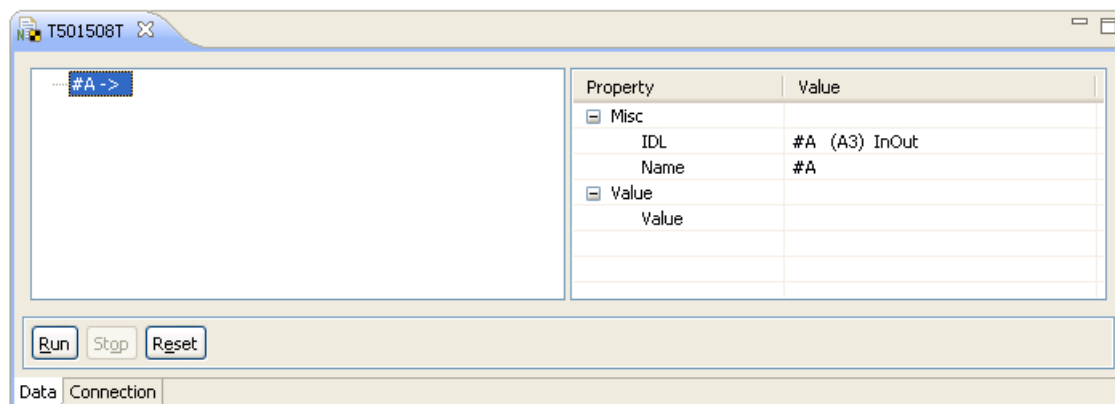 T501508T
#A ->
Property Value
Misc
IDL #A (A3) InOut
Name #A
Value
Value
Run Stop Reset
Data Connection